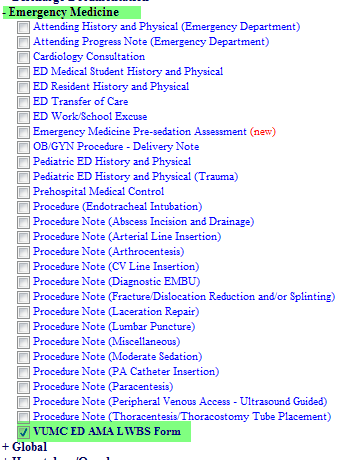 - Emergency Medicine
Attending History and Physical (Emergency Department)
Attending Progress Note (Emergency Department)
Cardiology Consultation
ED Medical Student History and Physical
ED Resident History and Physical
ED Transfer of Care
ED Work/School Excuse
Emergency Medicine Pre-sedation Assessment (new)
OB/GYN Procedure - Delivery Note
Pediatric ED History and Physical
Pediatric ED History and Physical (Trauma)
Prehospital Medical Control
Procedure (Endotracheal Intubation)
Procedure Note (Abscess Incision and Drainage)
Procedure Note (Arterial Line Insertion)
Procedure Note (Arthrocentesis)
Procedure Note (CV Line Insertion)
Procedure Note (Diagnostic EMBU)
Procedure Note (Fracture/Dislocation Reduction and/or Splinting)
Procedure Note (Laceration Repair)
Procedure Note (Lumbar Puncture)
Procedure Note (Miscellaneous)
Procedure Note (Moderate Sedation)
Procedure Note (PA Catheter Insertion)
Procedure Note (Paracentesis)
Procedure Note (Peripheral Venous Access - Ultrasound Guided)
Procedure Note (Thoracentesis/Thoracostomy Tube Placement)
VUMC ED AMA LWBS Form
+ Global